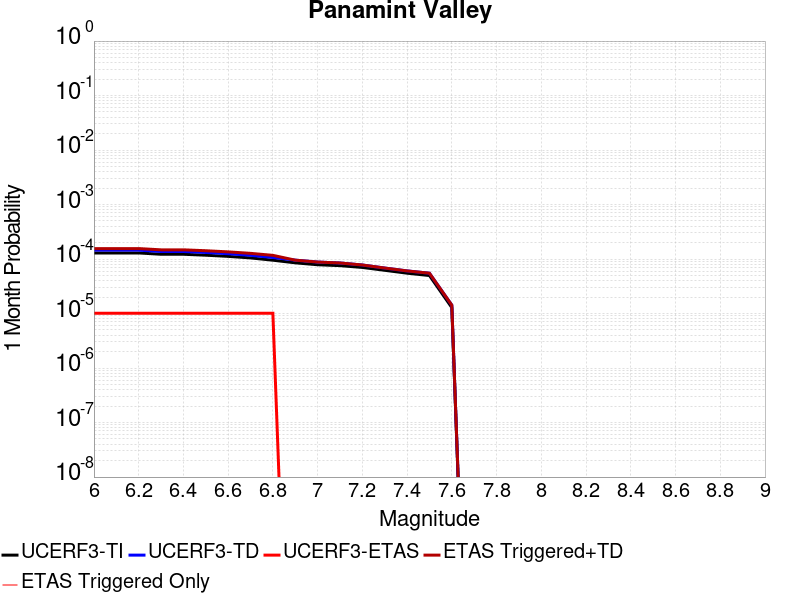 Panamint Valley
1 Month Probability
10^0
10^-1
10^-2
10^-3
10^-4
10^-5
10^-6
10^-7
10^-8
6 6.2 6.4 6.6 6.8 7 7.2 7.4 7.6 7.8 8 8.2 8.4 8.6 8.8 9
Magnitude
UCERF3-TI UCERF3-TD UCERF3-ETAS ETAS Triggered+TD
ETAS Triggered Only